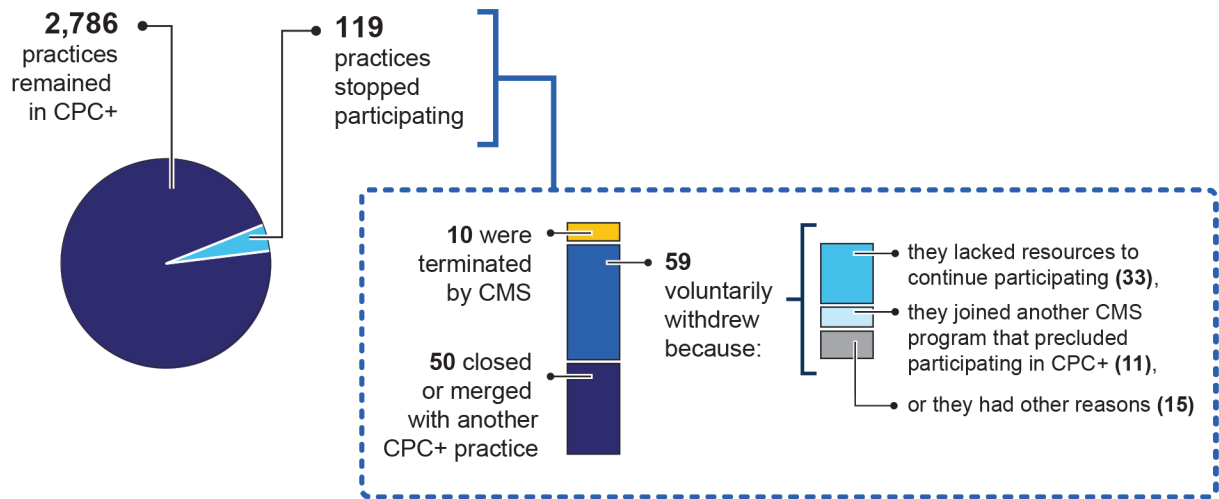 2,786
practices
remained
in CPC+
119
practices
stopped
participating
10 were
terminated
by CMS
50 closed
or merged
with another
CPC+ practice
59
voluntarily
withdrew
because:
they lacked resources to
continue participating (33),
they joined another CMS
program that precluded
participating in CPC+ (11),
or they had other reasons (15)